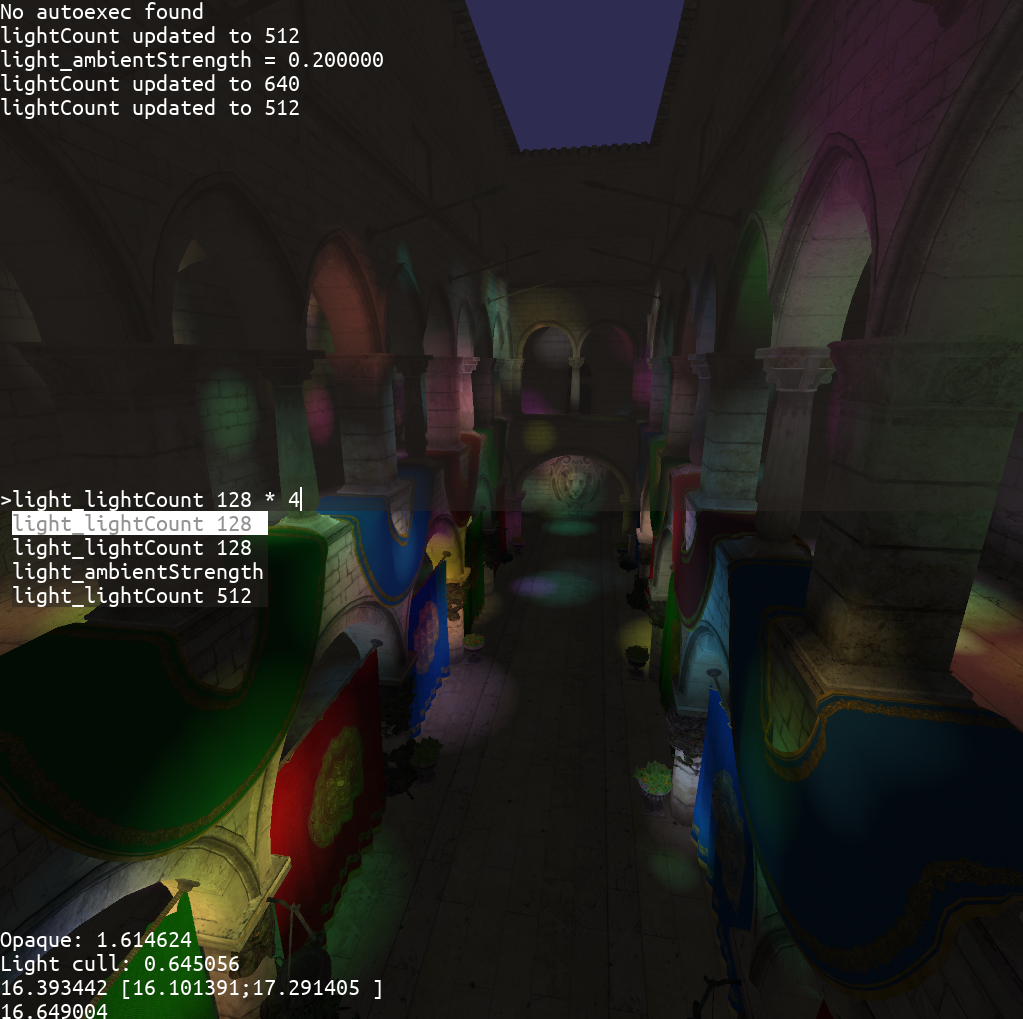 No autoexec found
lightCount updated to 512
light_ambientStrength = 0.200000
lightCount updated to 640
lightCount updated to 512
>light_lightCount 128 * 4
light_lightCount 128
light_lightCount 128
light_ambientStrength
light_lightCount 512
Opaque: 1.614624
Light cull: 0.645056
16.393442 [16.101391;17.291405 ]
16.649004